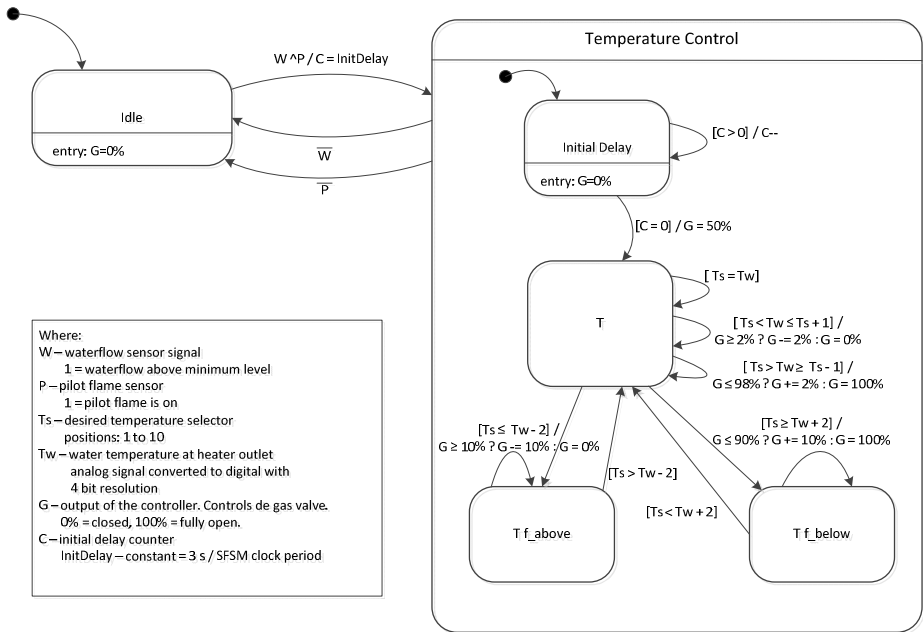 Temperature Control
W ^P / C = InitDelay
Idle
entry: G=0%
W
P
Initial Delay
entry: G=0%
[C > 0] / C--
[C = 0] / G = 50%
T
[ Ts = Tw]
[Ts < Tw ≤ Ts + 1] /
G ≥ 2% ? G -= 2% : G = 0%
[Ts > Tw ≥ Ts - 1] /
G ≤ 98% ? G += 2% : G = 100%
[Ts ≤ Tw - 2] /
G ≥ 10% ? G -= 10% : G = 0%
[Ts ≥ Tw + 2] /
G ≤ 90% ? G += 10% : G = 100%
[Ts > Tw - 2]
[Ts < Tw + 2]
T f_above
T f_below
Where:
W – waterflow sensor signal
1 = waterflow above minimum level
P – pilot flame sensor
1 = pilot flame is on
Ts – desired temperature selector
positions: 1 to 10
Tw – water temperature at heater outlet
analog signal converted to digital with
4 bit resolution
G – output of the controller. Controls de gas valve.
0% = closed, 100% = fully open.
C – initial delay counter
InitDelay – constant = 3 s / SFSM clock period